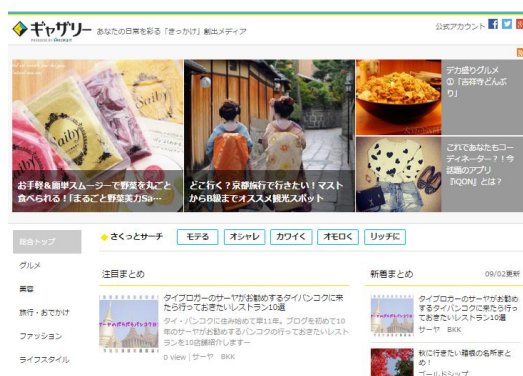 ギャザリー
あなたの日常を彩る「きっかけ」創出メディア
公式アカウント
Saiby
Saiby
お手軽&簡単スムージーで野菜を丸ごと
食べられる!「まるごと野菜美力Sa…
どこ行く?京都旅行で行きたい!マスト
からB級までオススメ観光スポット
デカ盛りグルメ
①「吉祥寺どんぶ
り」
これであなたもコー
ディネーター?!今
話題のアプリ
『iQON』とは?
総合トップ
グルメ
美容
旅行・おでかけ
ファッション
ライフスタイル
さくっとサーチ
モテる
オシャレ
カワイく
オモロく
リッチに
注目まとめ
タイブロガーのサーヤがお勧めするタイバンコクに来
たら行っておきたいレストラン10選
タイ・バンコクに住み始めて早11年。ブログを初めて10
年のサーヤがお勧めするバンコクの行っておきたいレスト
ランを10店舗紹介しますー
0 view | サーヤ BKK
新着まとめ
09/02更新
タイブロガーのサーヤがお勧め
するタイバンコクに来たら行っ
ておきたいレストラン10選
サーヤ BKK
秋に行きたい箱根の名所まと
め!
ゴールドシップ